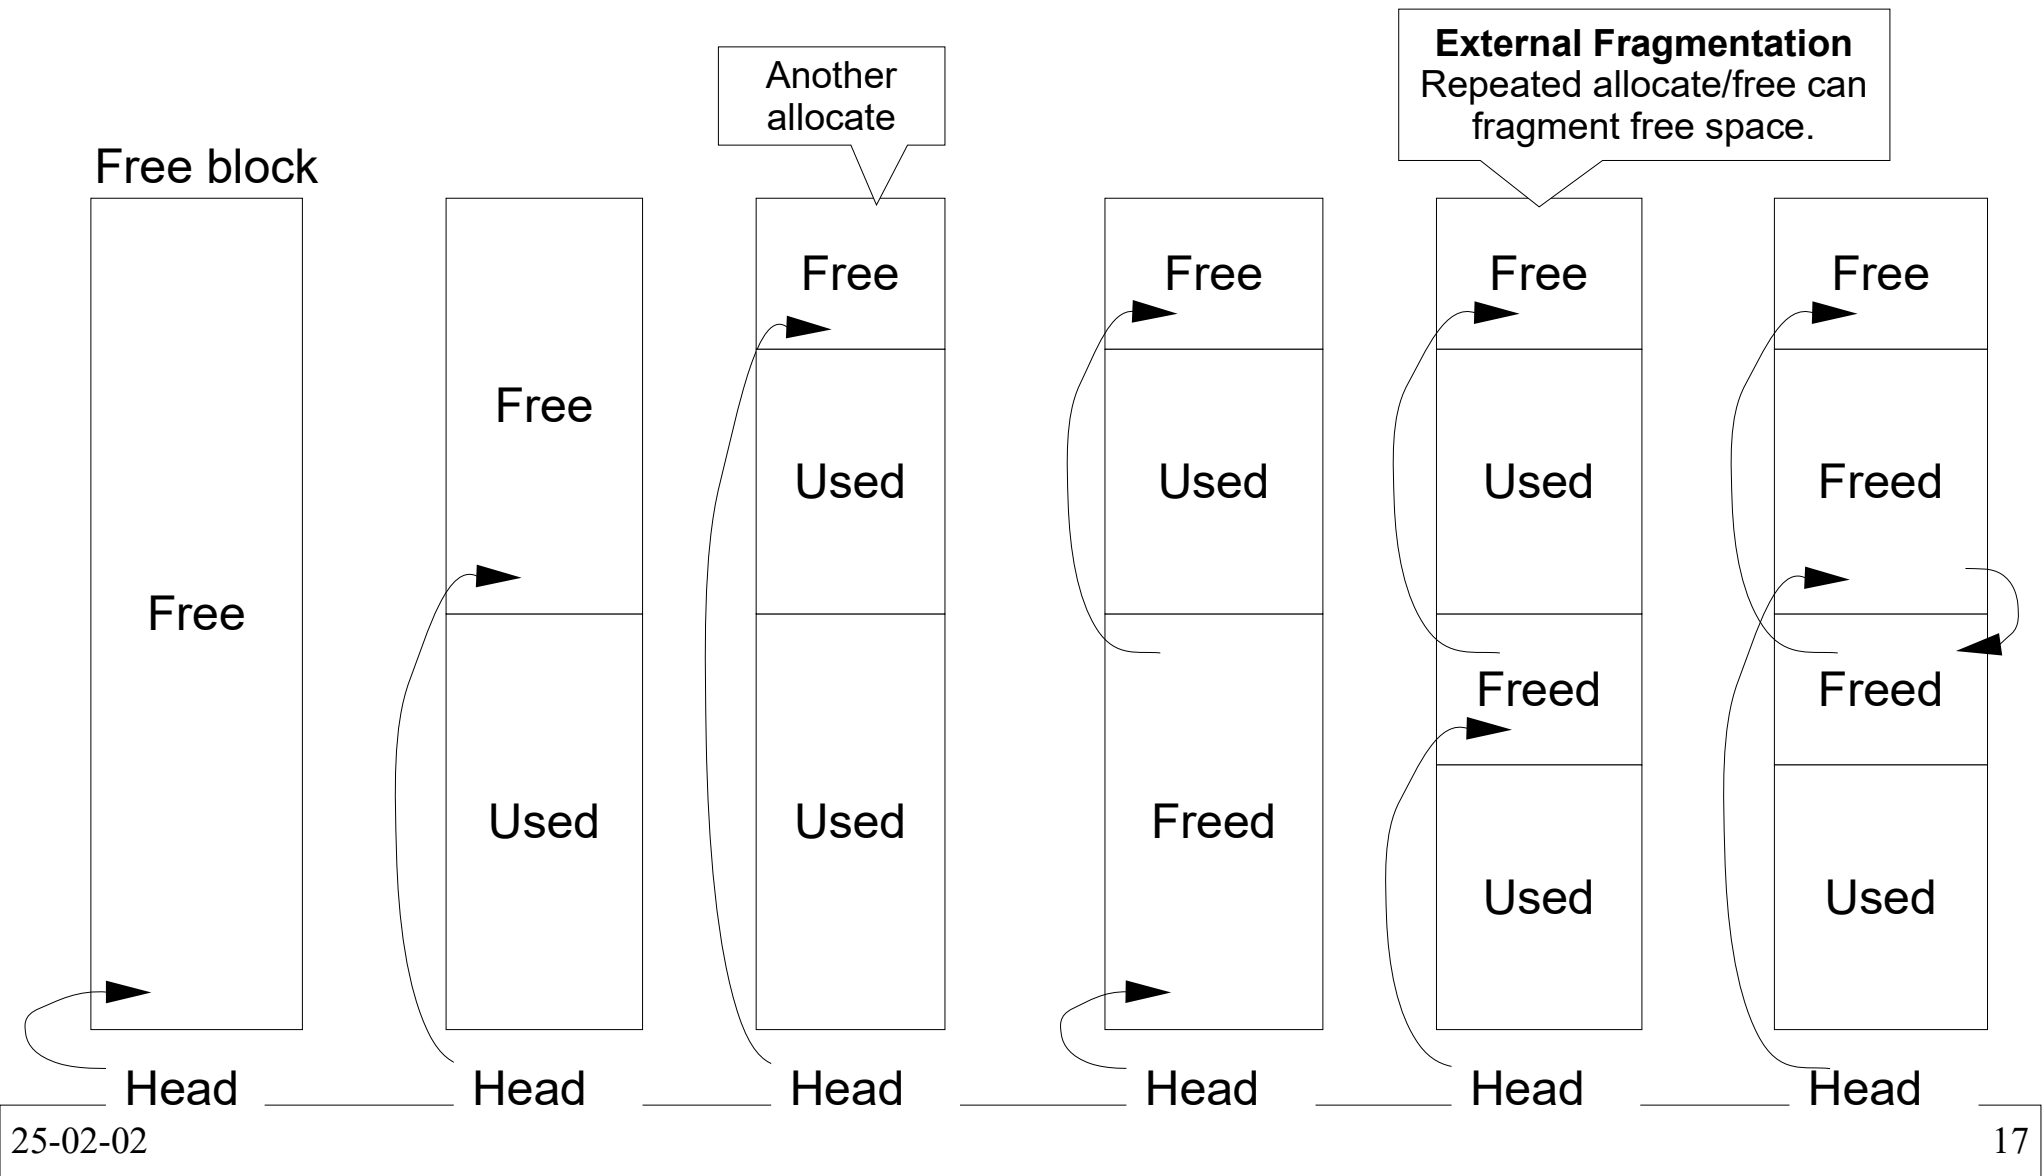 External Fragmentation
Repeated allocate/free can
fragment free space.
Another
allocate
Free block
Free
Head
Free
Used
Head
Free
Used
Used
Head
Free
Used
Freed
Head
Free
Used
Freed
Used
Head
Free
Freed
Freed
Used
Head
25-02-02
17